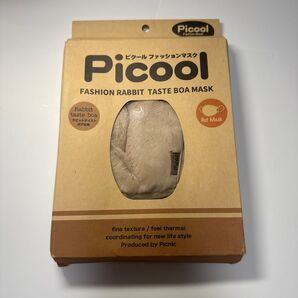 Picool
ピクール ファッションマスク
Picool
FASHION RABBIT TASTE BOA MASK
Rabbit
taste boa
Hot Mask
fine texture / feel thermal
coordinating for new life style
Produced by Picnic